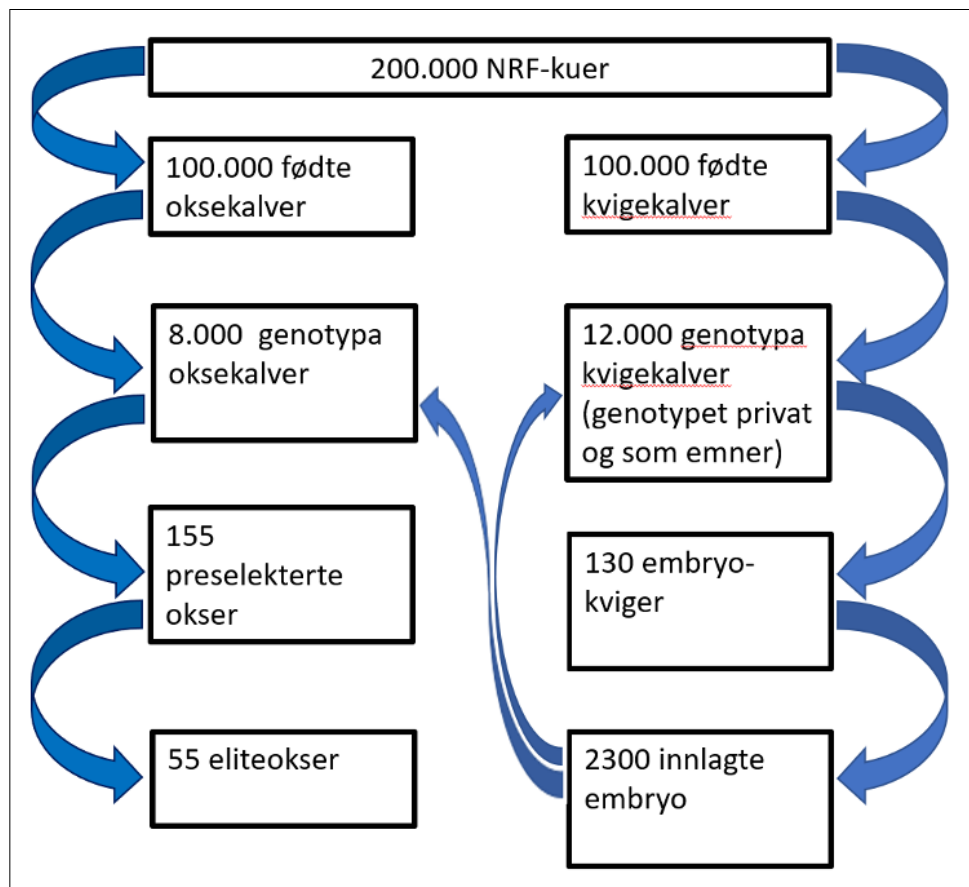 200.000 NRF-kuer
100.000 fødte
oksekalver
100.000 fødte
kvigekalver
8.000 genotypa
oksekalver
12.000 genotypa
kvigekalver
(genotypet privat
og som emner)
155
preselekterte
okser
130 embryo-
kviger
55 eliteokser
2300 innlagte
embryo